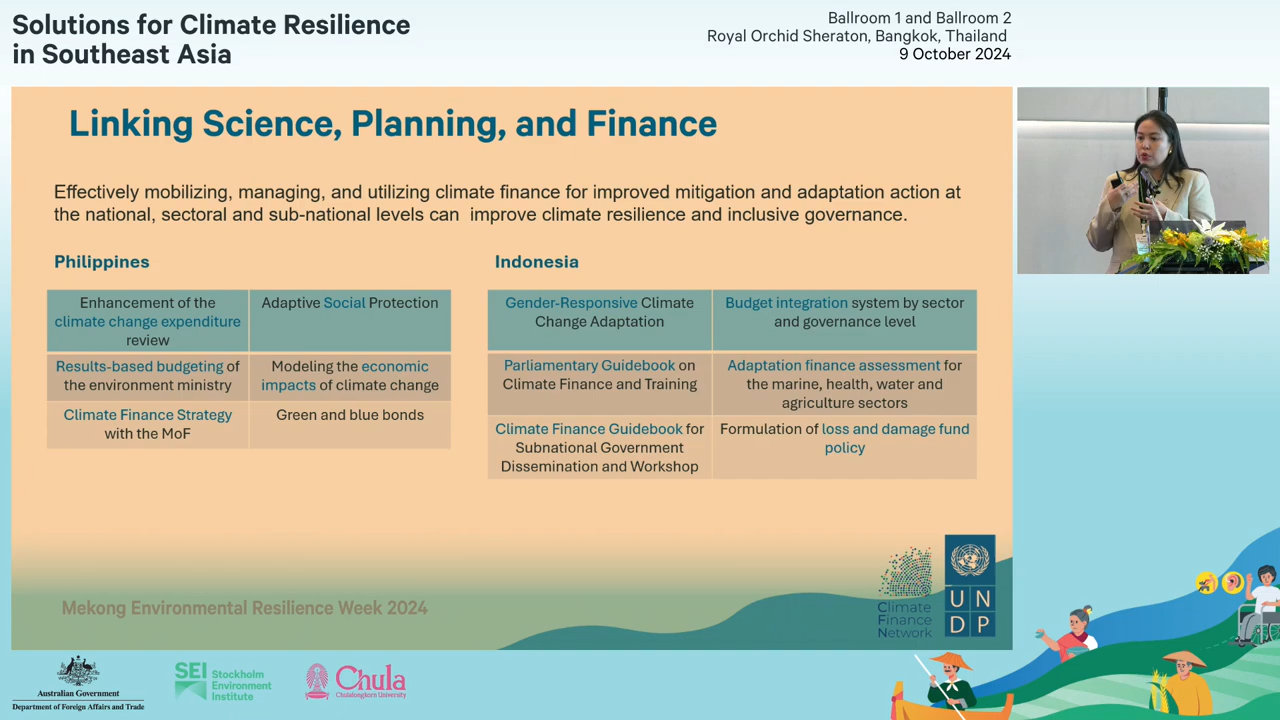 Solutions for Climate Resilience
in Southeast Asia
Ballroom 1 and Ballroom 2
Royal Orchid Sheraton, Bangkok, Thailand
9 October 2024
Linking Science, Planning, and Finance
Effectively mobilizing, managing, and utilizing climate finance for improved mitigation and adaptation action at
the national, sectoral and sub-national levels can improve climate resilience and inclusive governance.
Philippines
Enhancement of the
climate change expenditure
review
Adaptive Social Protection
Results-based budgeting of
the environment ministry
Modeling the economic
impacts of climate change
Climate Finance Strategy
with the MoF
Green and blue bonds
Indonesia
Gender-Responsive Climate
Change Adaptation
Budget integration system by sector
and governance level
Parliamentary Guidebook on
Climate Finance and Training
Adaptation finance assessment for
the marine, health, water and
agriculture sectors
Climate Finance Guidebook for
Subnational Government
Dissemination and Workshop
Formulation of loss and damage fund
policy
Mekong Environmental Resilience Week 2024
Climate
Finance
Network
U N
D P
Australian Government
Department of Foreign Affairs and Trade
SEI Stockholm
Environment
Institute
Chula
Chulalongkorn University